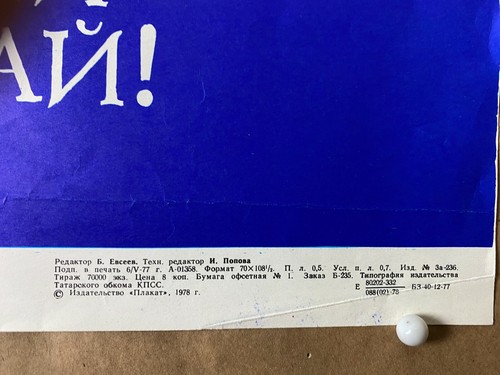 АЙ!
Редактор Б. Евсеев. Техн. редактор И. Попова
Подп. в печать 6/V-77 г. А-01358. Формат 70×108½. П. л. 0,5. Усл. п. л. 0,7. Изд. № 3а-236.
Тираж 70000 экз. Цена 8 коп. Бумага офсетная № 1. Заказ Б-235. Типография издательства
Татарского обкома КПСС.
© Издательство «Плакат», 1978 г.
Е 80202-332/088(02)-78 БЗ-40-12-77